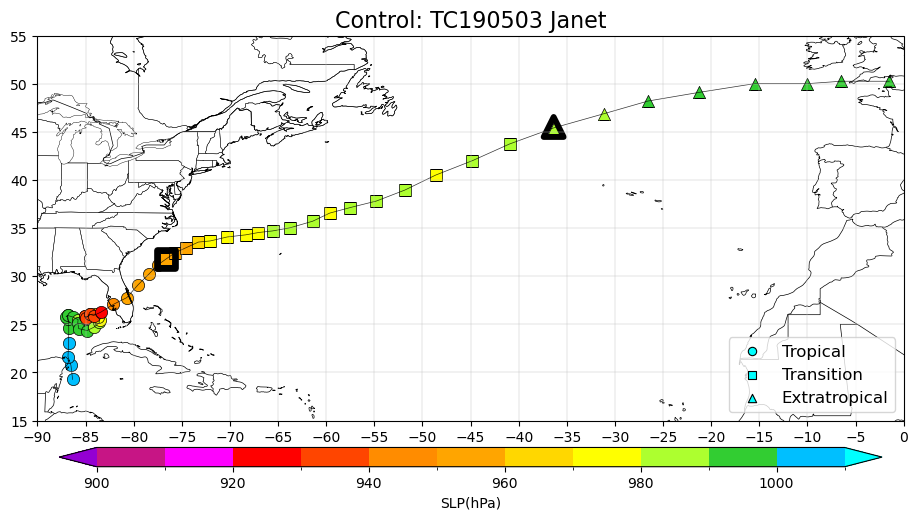 Control: TC190503 Janet
55
50
45
40
35
30
25
20
15
Tropical
Transition
Extratropical
−90 −85 −80 −75 −70 −65 −60 −55 −50 −45 −40 −35 −30 −25 −20 −15 −10 −5 0
900 920 940 960 980 1000
SLP(hPa)